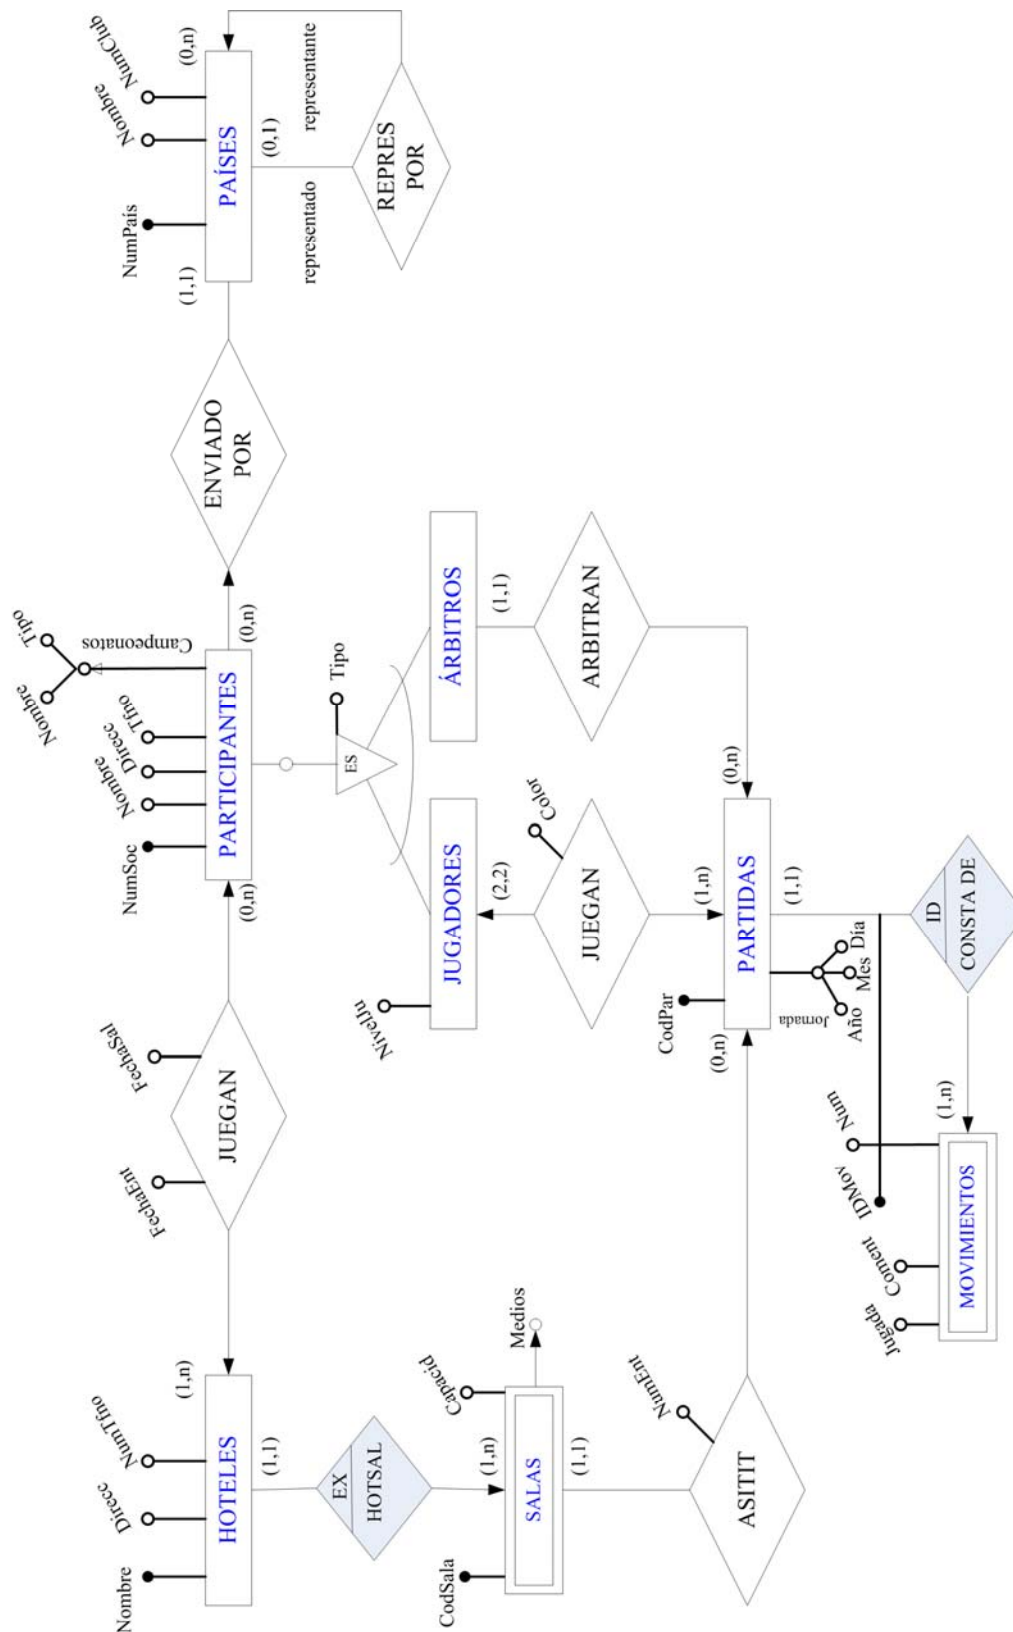 Nombre
Direcc
NumTfno
HOTELES
(1,n)
(1,1)
FechaEnt
FechaSal
JUEGAN
(0,n)
NumSoc
Nombre
Direcc
Tfno
Nombre
Tipo
Campeonatos
PARTICIPANTES
(0,n)
ENVIADO
POR
(1,1)
NumPaís
Nombre
NumClub
PAÍSES
(0,n)
(0,1)
representado
representante
REPRES
POR
EX
HOTSAL
(1,n)
CodSala
Capacid
Medios
SALAS
(1,1)
ES
Tipo
NivelJu
JUGADORES
(2,2)
ÁRBITROS
(1,1)
JUEGAN
Color
ARBITRAN
(1,n)
(0,n)
CodPar
PARTIDAS
(0,n)
(1,1)
Jornada
Año
Mes
Día
NumEnt
ASITIT
ID
CONSTA DE
(1,n)
Jugada
Coment
IDMov
Num
MOVIMIENTOS